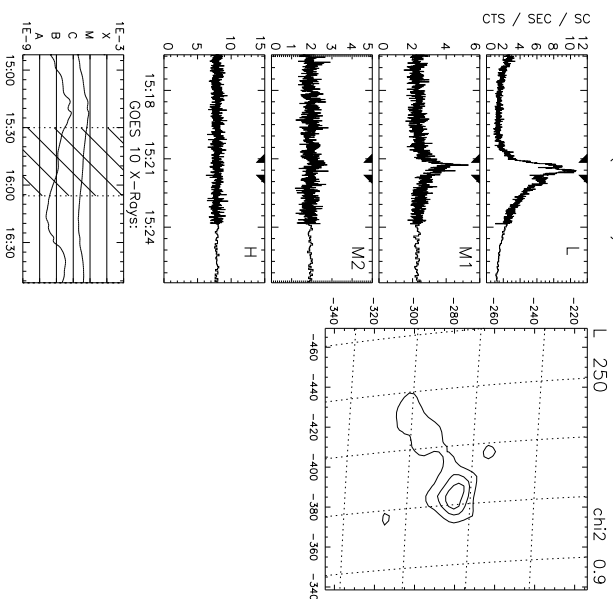 CTS / SEC / SC
0 2 4 6 8 10 12
L
0 2 4 6
M1
0 1 2 3 4 5
M2
0 5 10 15
H
15:18 15:21 15:24
GOES 10 X-Rays:
1E-9 1E-3
A B C M X
15:00 15:30 16:00 16:30
L 250 chi2 0.9
-340 -320 -300 -280 -260 -240 -220
-460 -440 -420 -400 -380 -360 -340